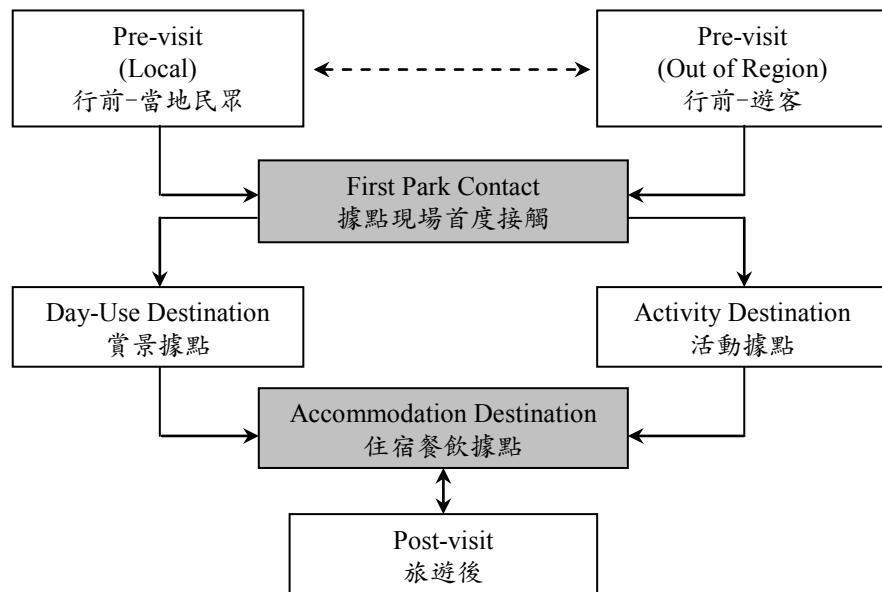 Pre-visit
(Local)
行前-當地民眾
Pre-visit
(Out of Region)
行前-遊客
First Park Contact
據點現場首度接觸
Day-Use Destination
賞景據點
Activity Destination
活動據點
Accommodation Destination
住宿餐飲據點
Post-visit
旅遊後